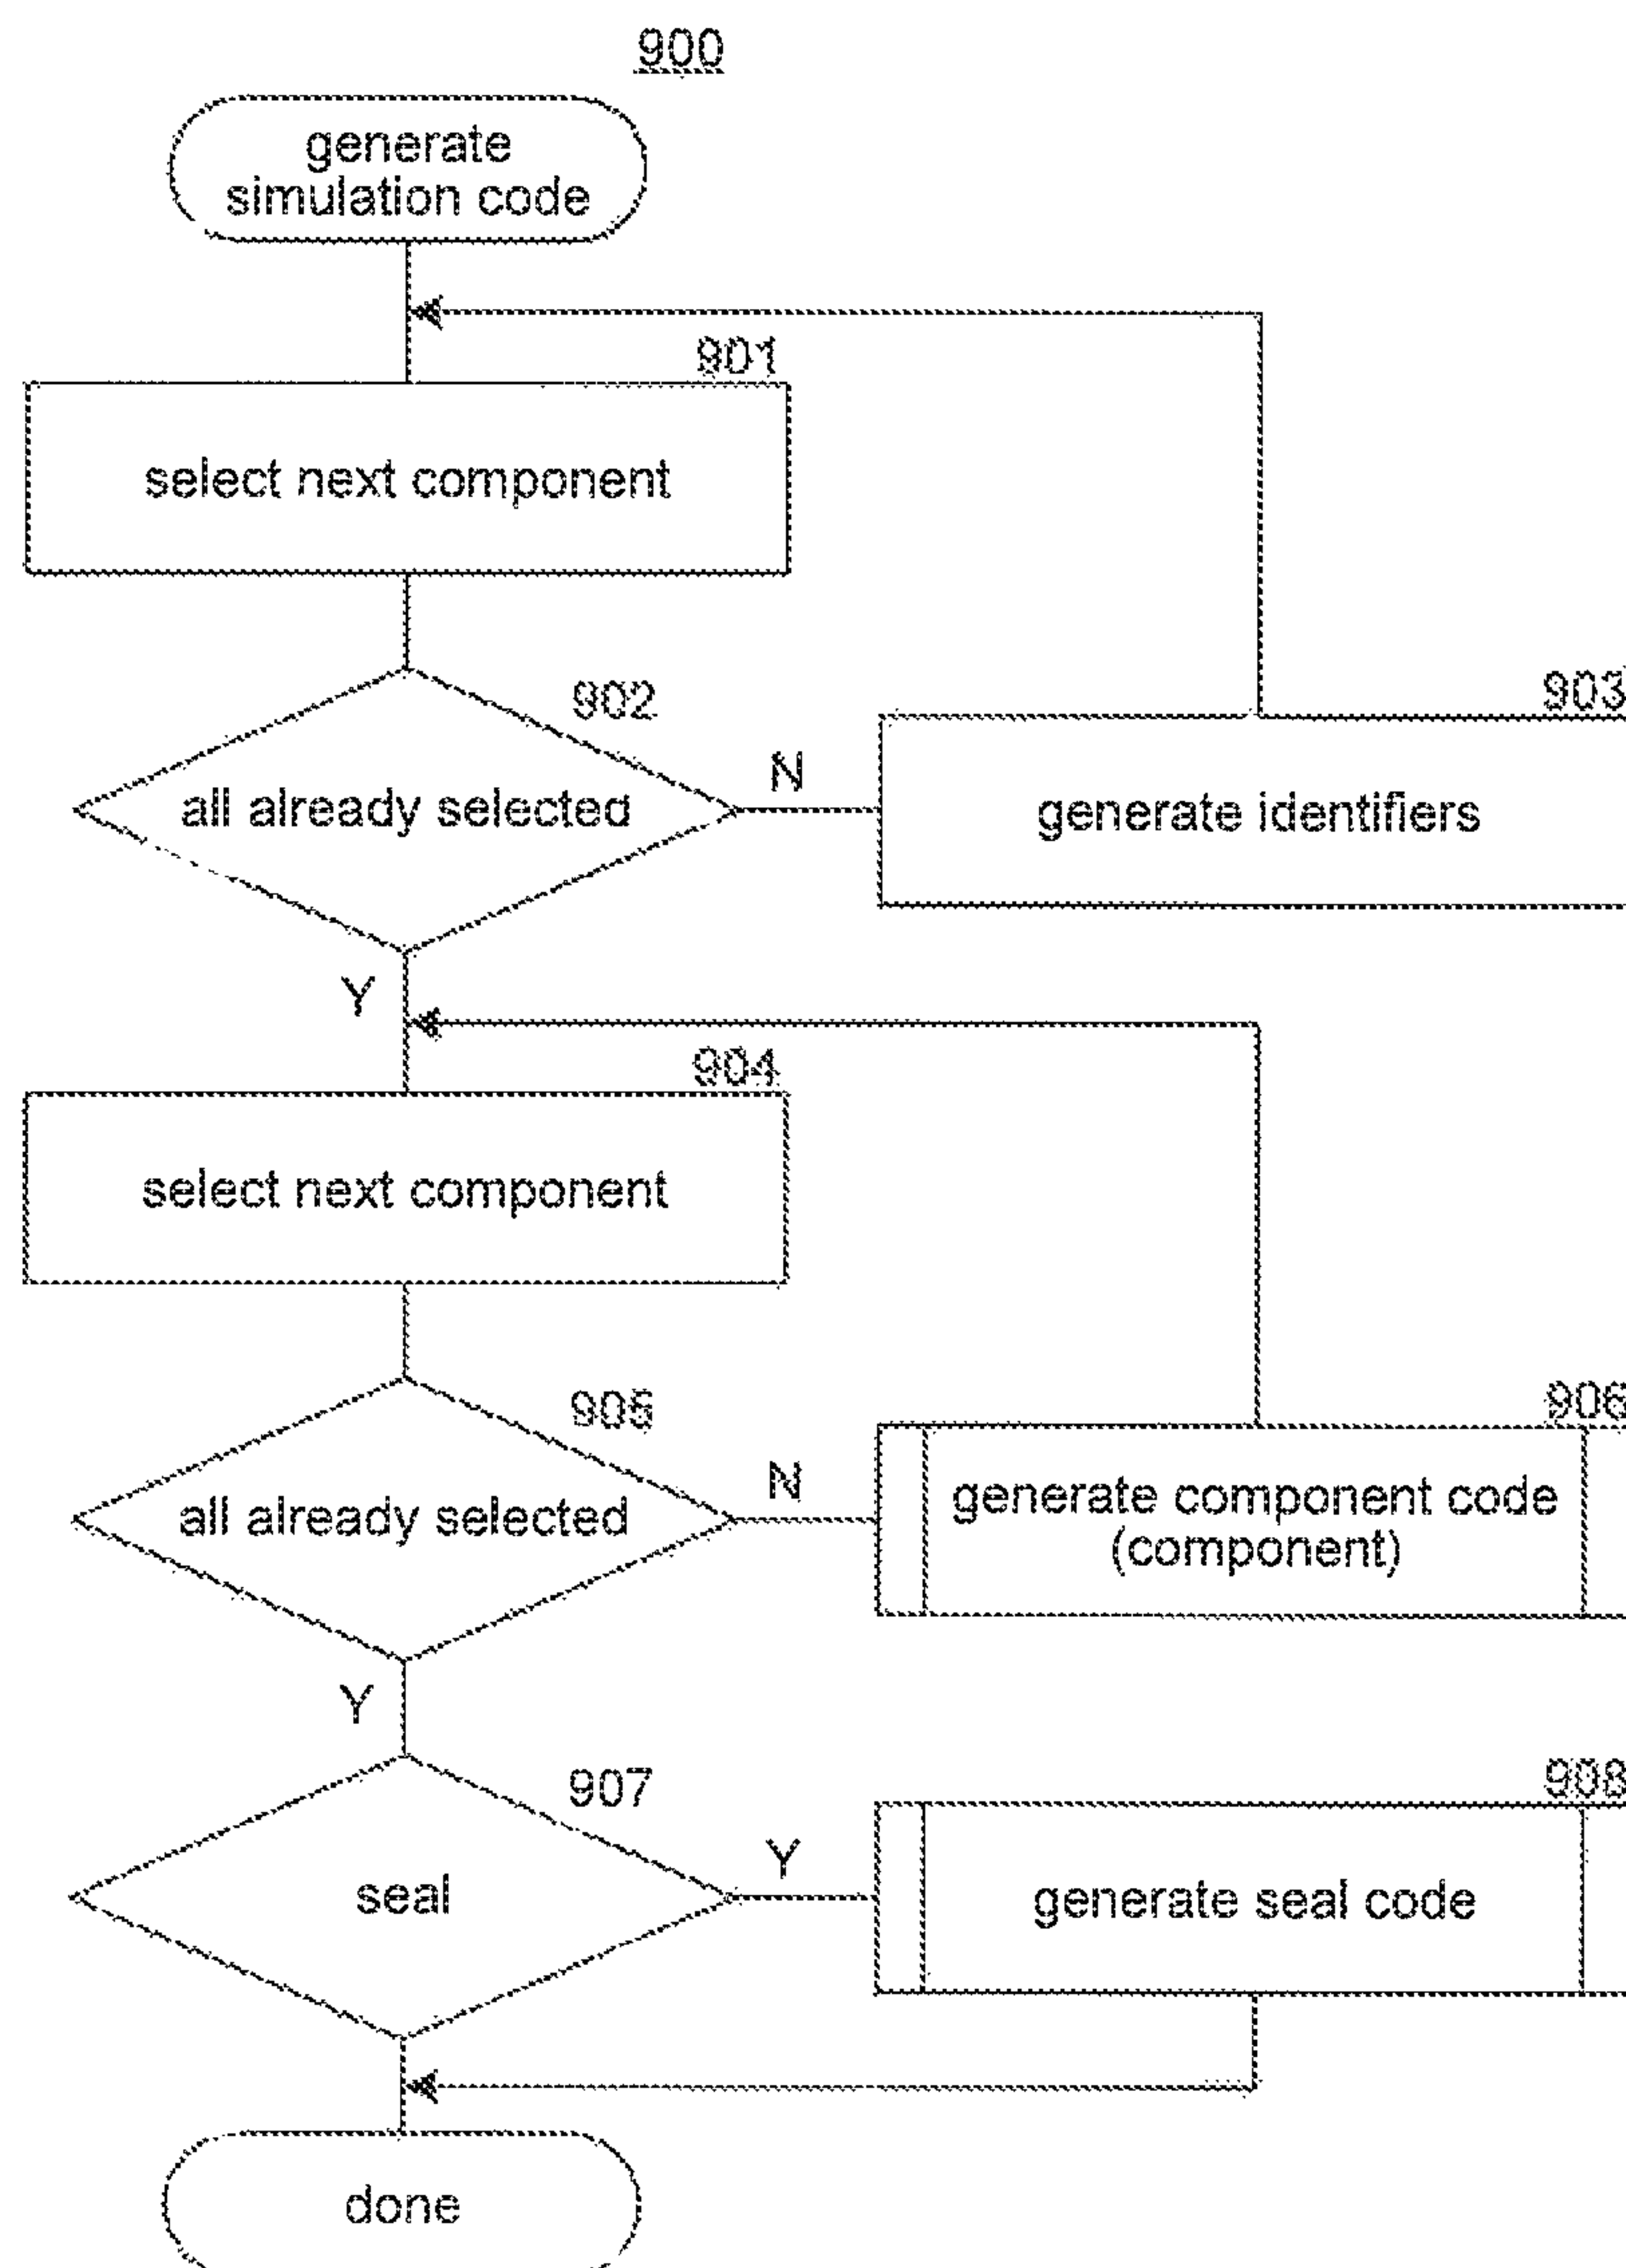 900
generate
simulation code
901
select next component
902
all already selected
N
903
generate identifiers
Y
904
select next component
905
all already selected
N
906
generate component code
(component)
Y
907
seal
Y
908
generate seal code
done